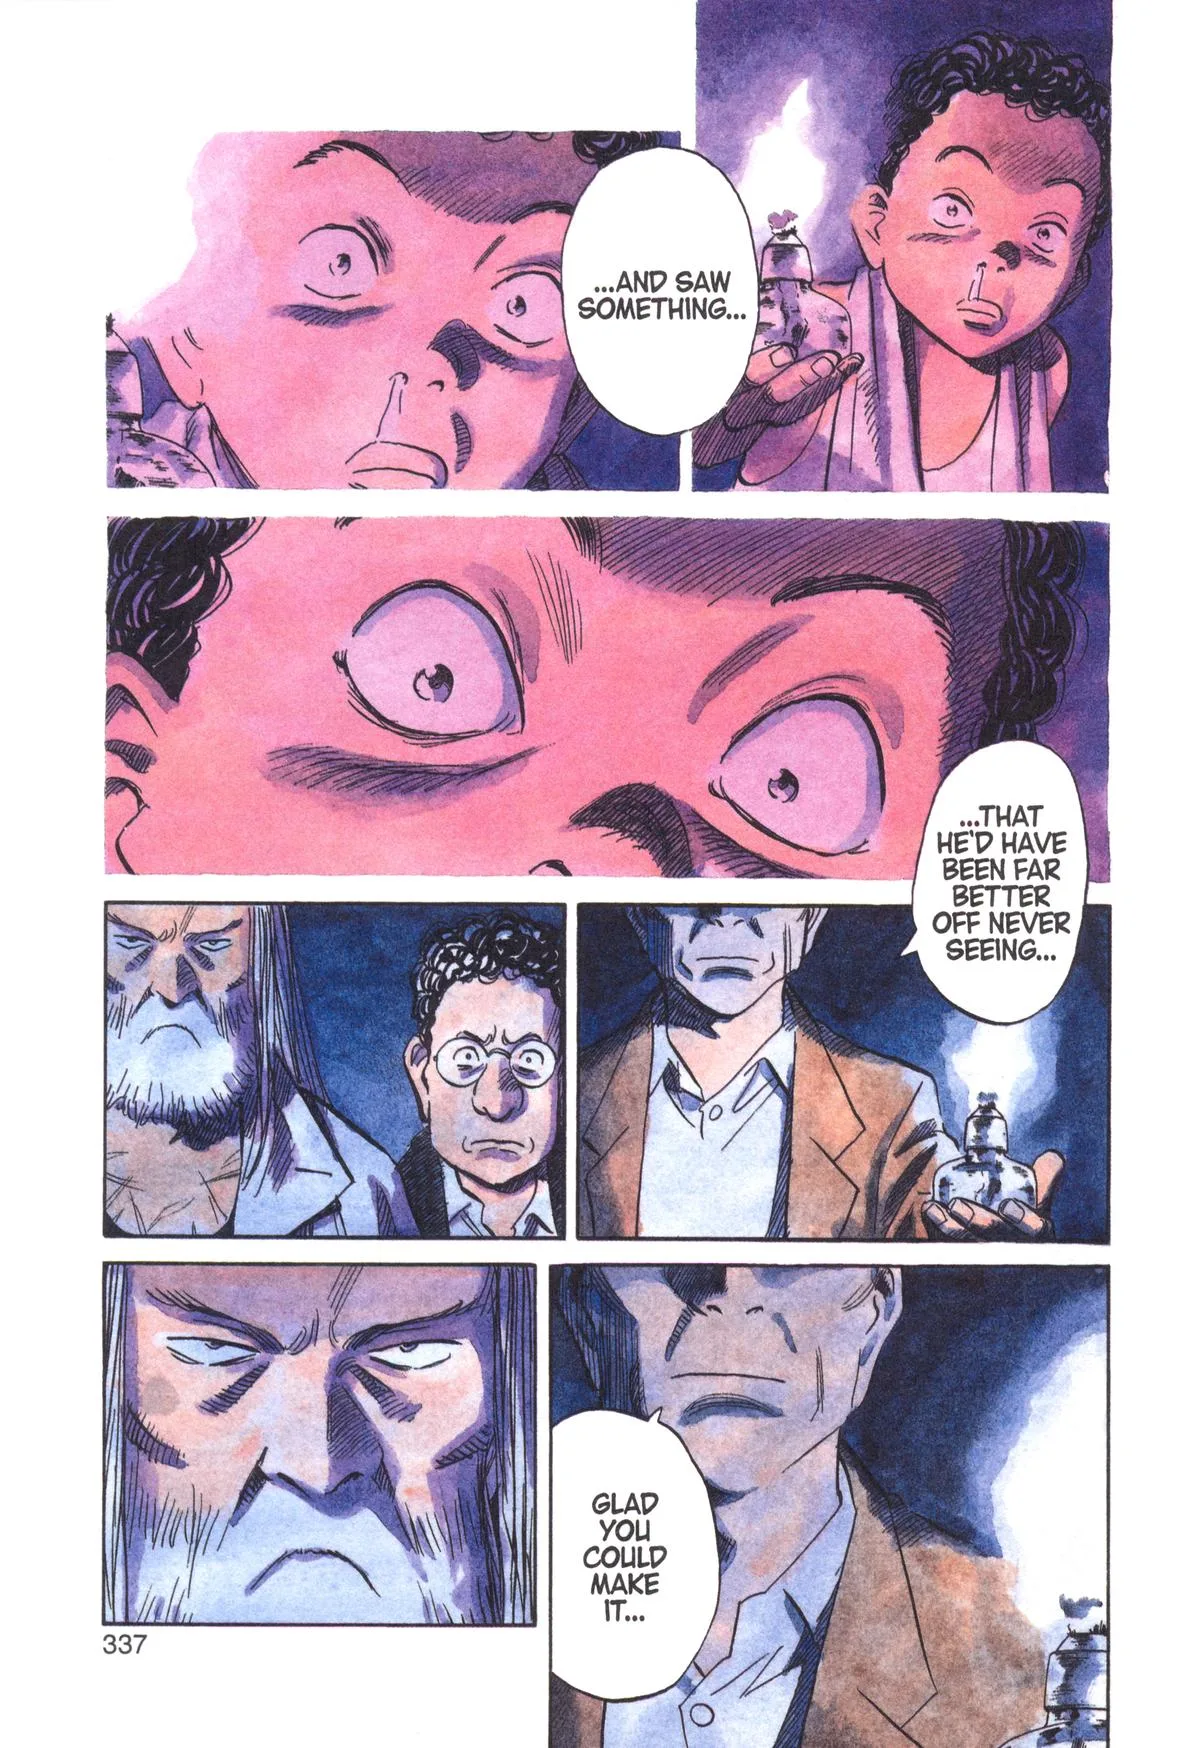 ...AND SAW
SOMETHING...
...THAT
HE'D HAVE
BEEN FAR
BETTER
OFF NEVER
SEEING...
GLAD
YOU
COULD
MAKE
IT...
337